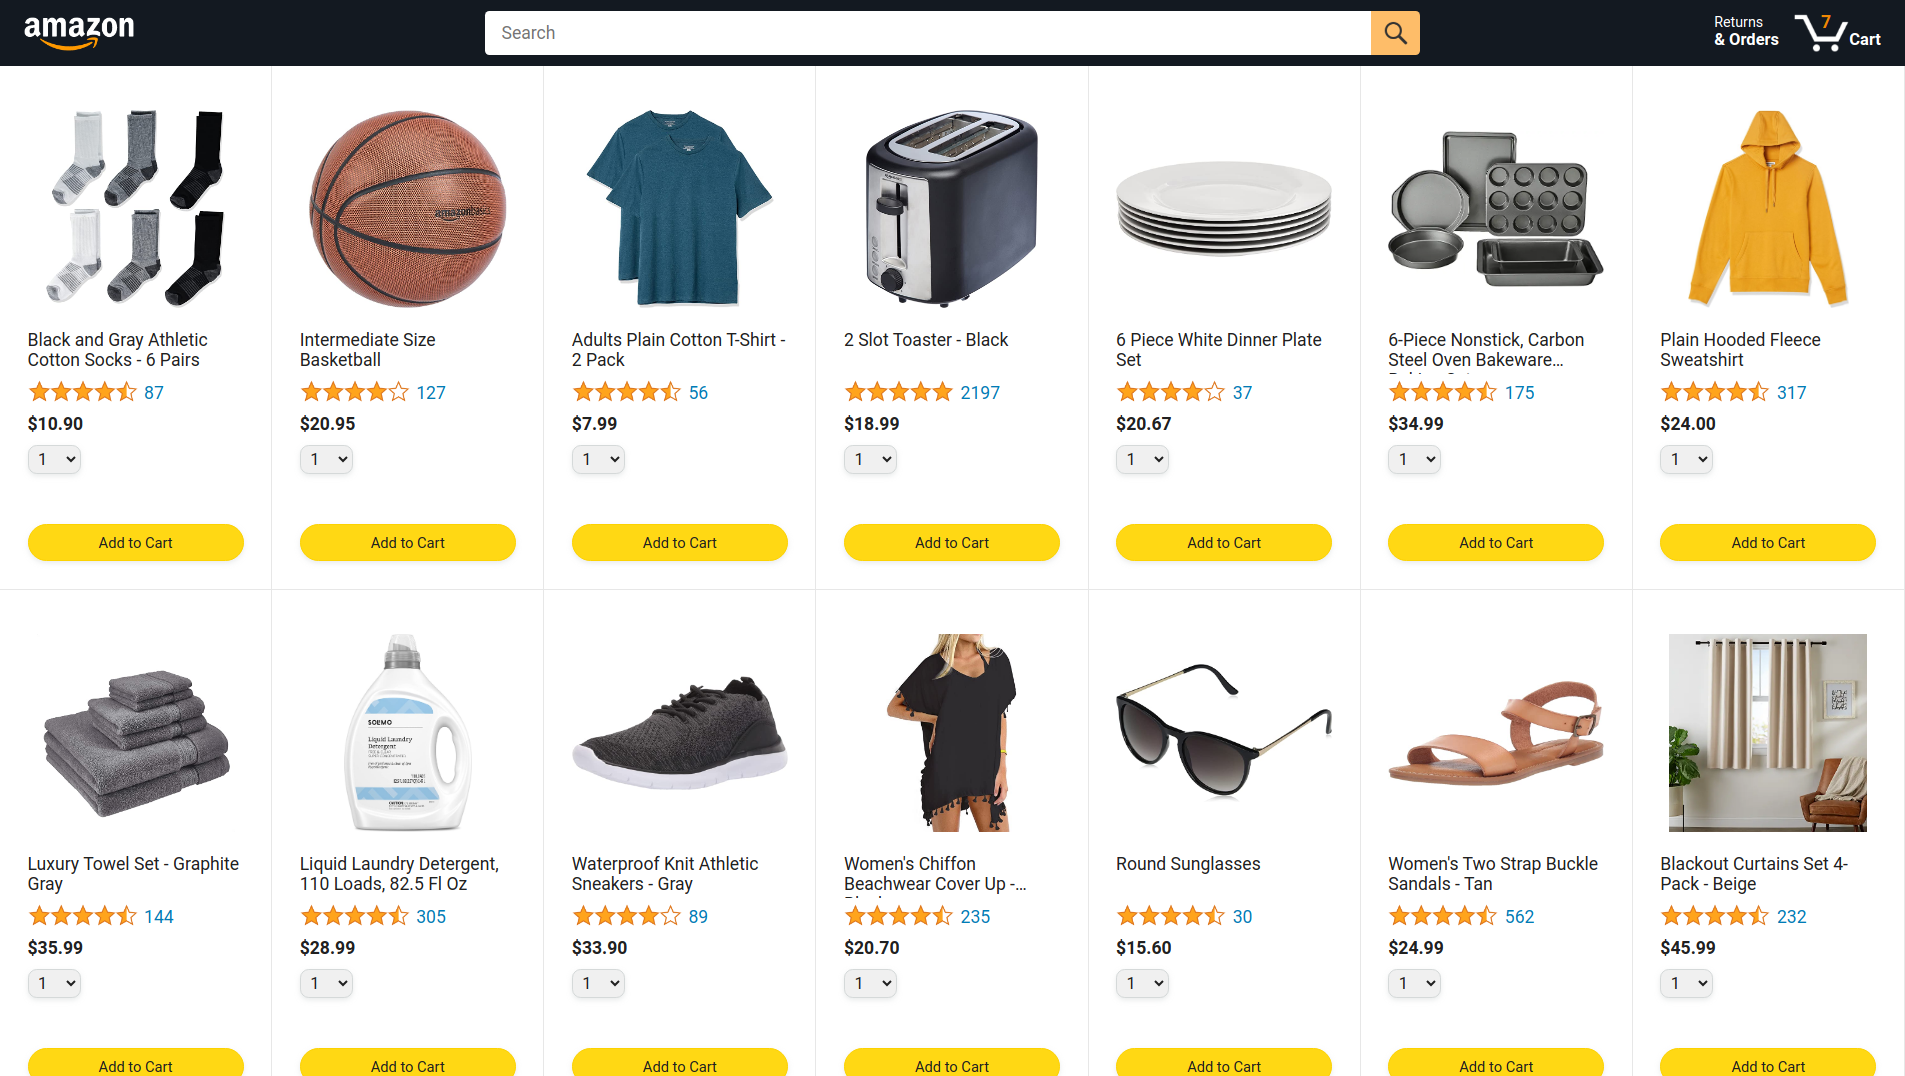 amazon
Search
Returns
& Orders
7
Cart
Black and Gray Athletic
Cotton Socks - 6 Pairs
87
$10.90
1
Add to Cart
Intermediate Size
Basketball
127
$20.95
1
Add to Cart
Adults Plain Cotton T-Shirt -
2 Pack
56
$7.99
1
Add to Cart
2 Slot Toaster - Black
2197
$18.99
1
Add to Cart
6 Piece White Dinner Plate
Set
37
$20.67
1
Add to Cart
6-Piece Nonstick, Carbon
Steel Oven Bakeware...
175
$34.99
1
Add to Cart
Plain Hooded Fleece
Sweatshirt
317
$24.00
1
Add to Cart
Luxury Towel Set - Graphite
Gray
144
$35.99
1
Add to Cart
SOLIMO
Liquid Laundry
Detergent
Liquid Laundry Detergent,
110 Loads, 82.5 Fl Oz
305
$28.99
1
Add to Cart
Waterproof Knit Athletic
Sneakers - Gray
89
$33.90
1
Add to Cart
Women's Chiffon
Beachwear Cover Up -...
235
$20.70
1
Add to Cart
Round Sunglasses
30
$15.60
1
Add to Cart
Women's Two Strap Buckle
Sandals - Tan
562
$24.99
1
Add to Cart
Blackout Curtains Set 4-
Pack - Beige
232
$45.99
1
Add to Cart